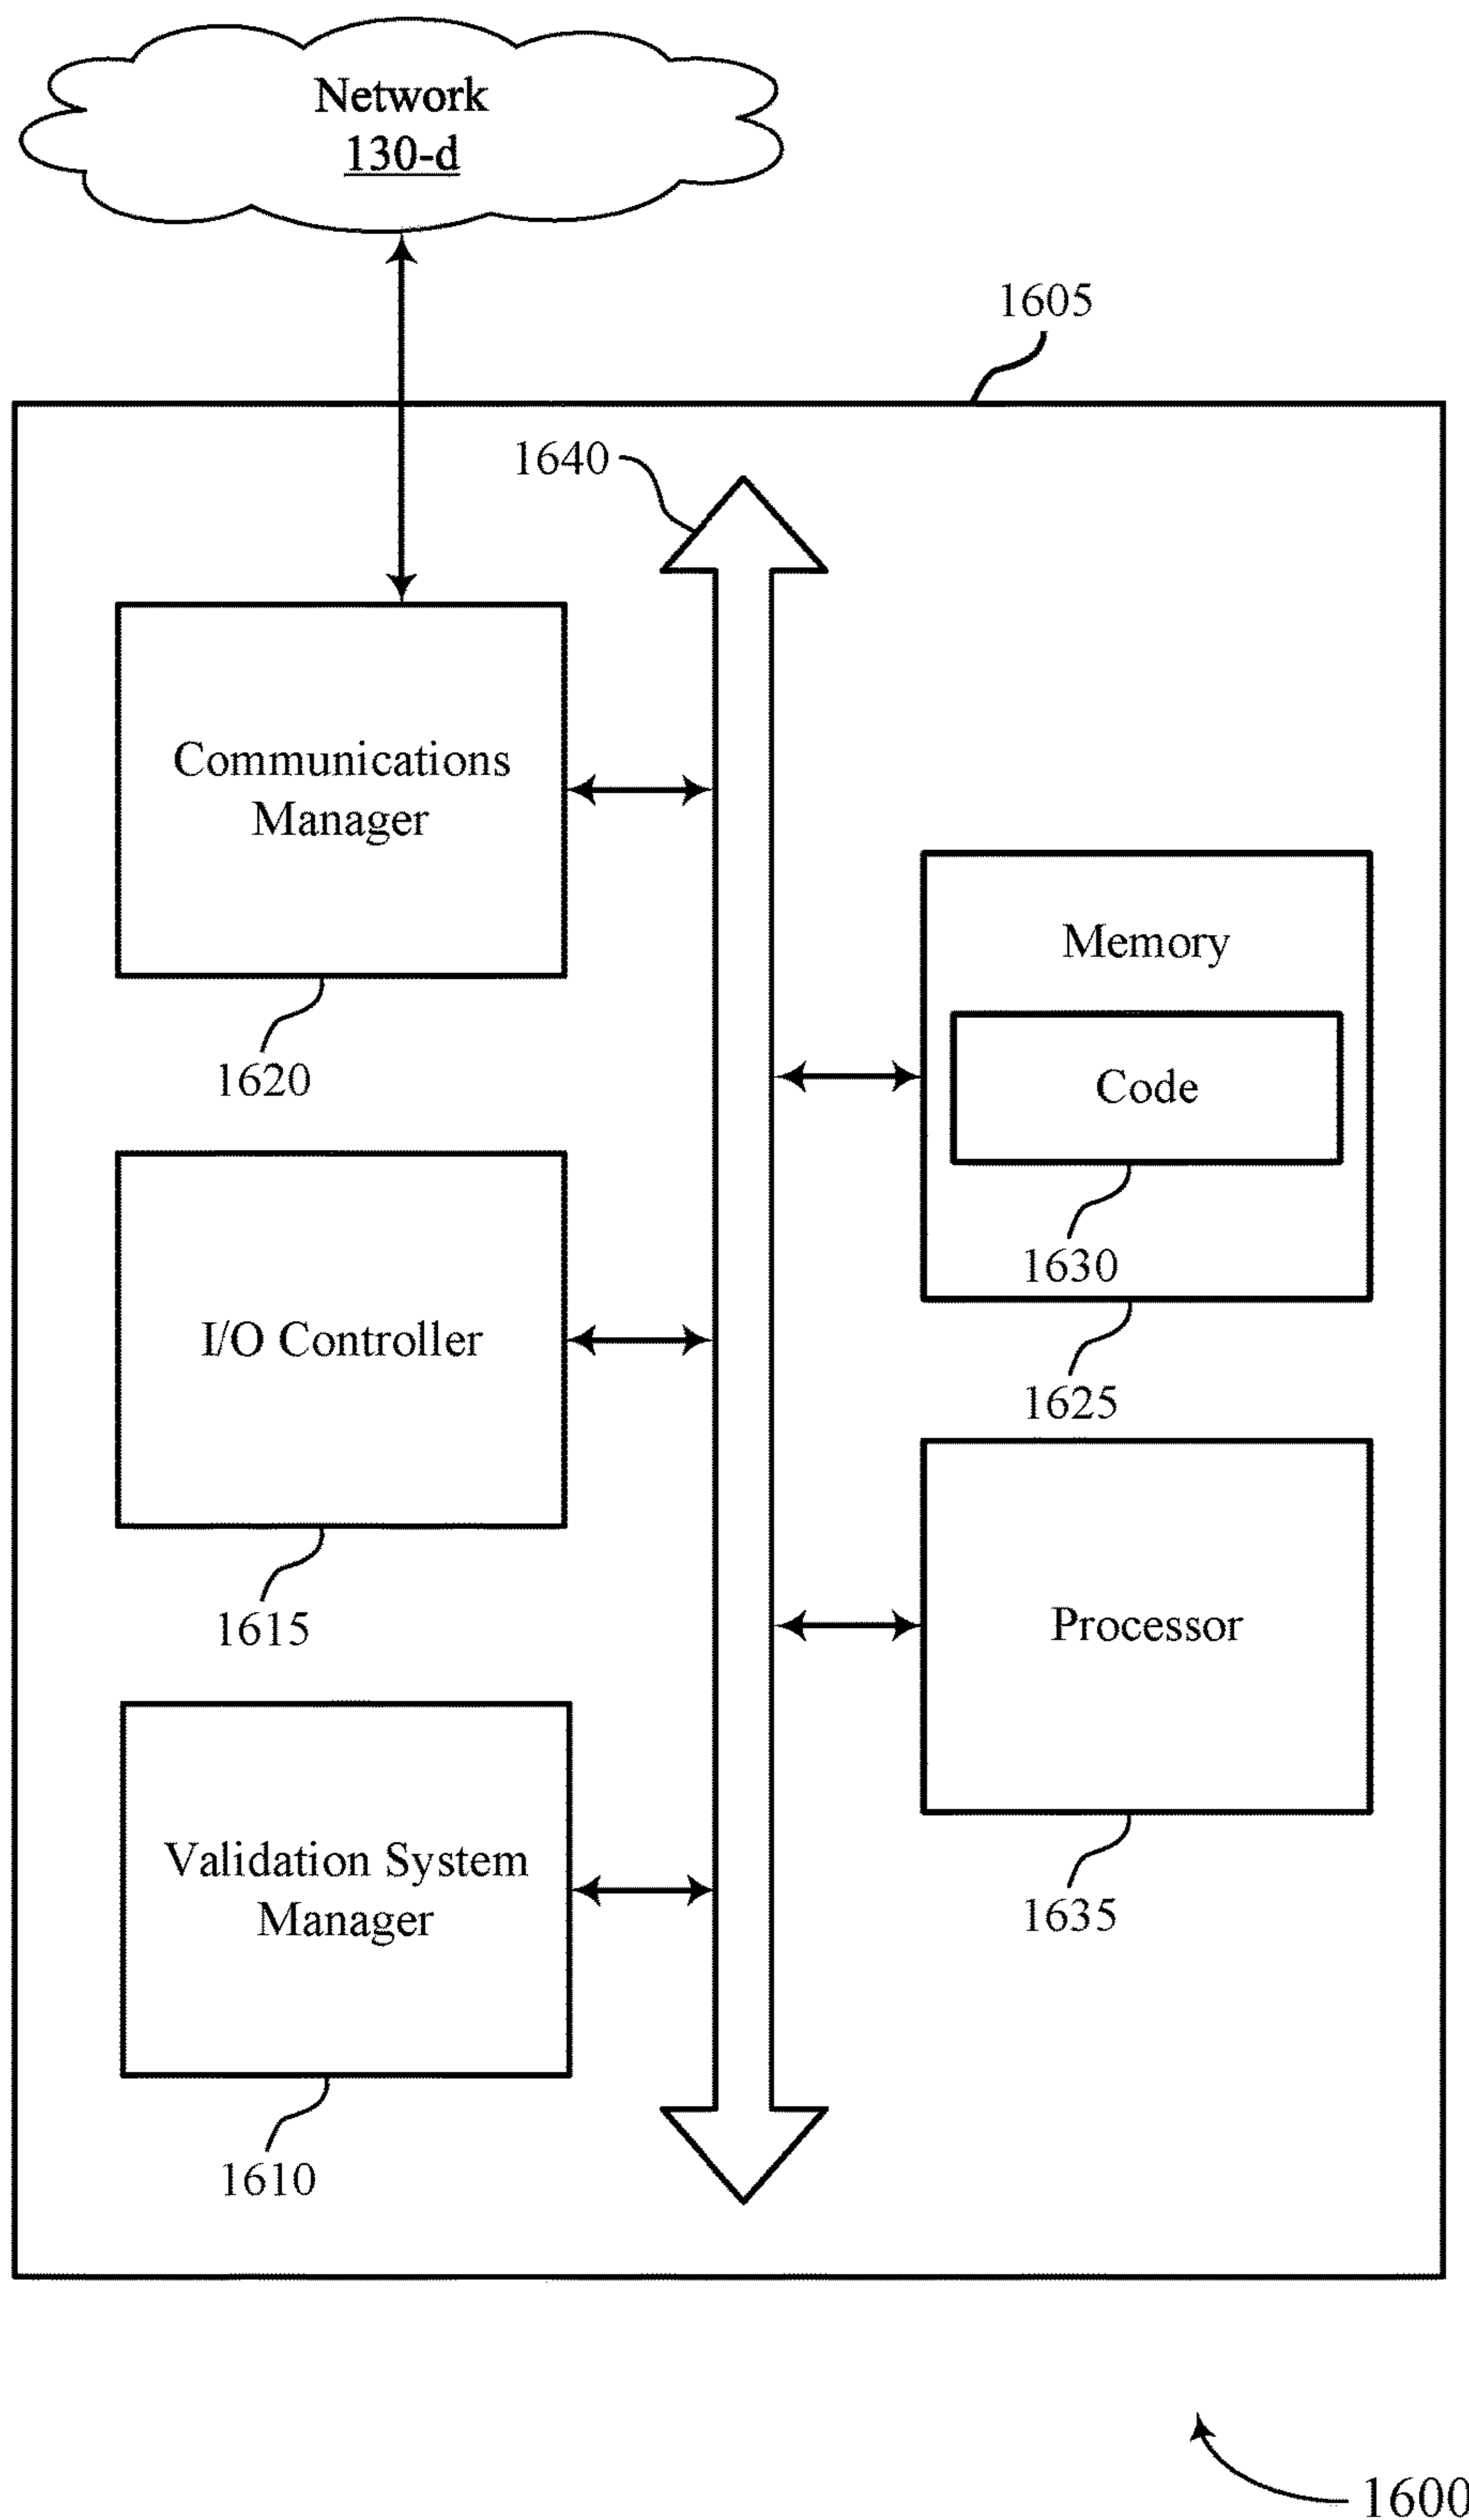 Network
130-d
1605
1640
Communications
Manager
1620
Memory
Code
1630
1625
I/O Controller
1615
Processor
1635
Validation System
Manager
1610
1600